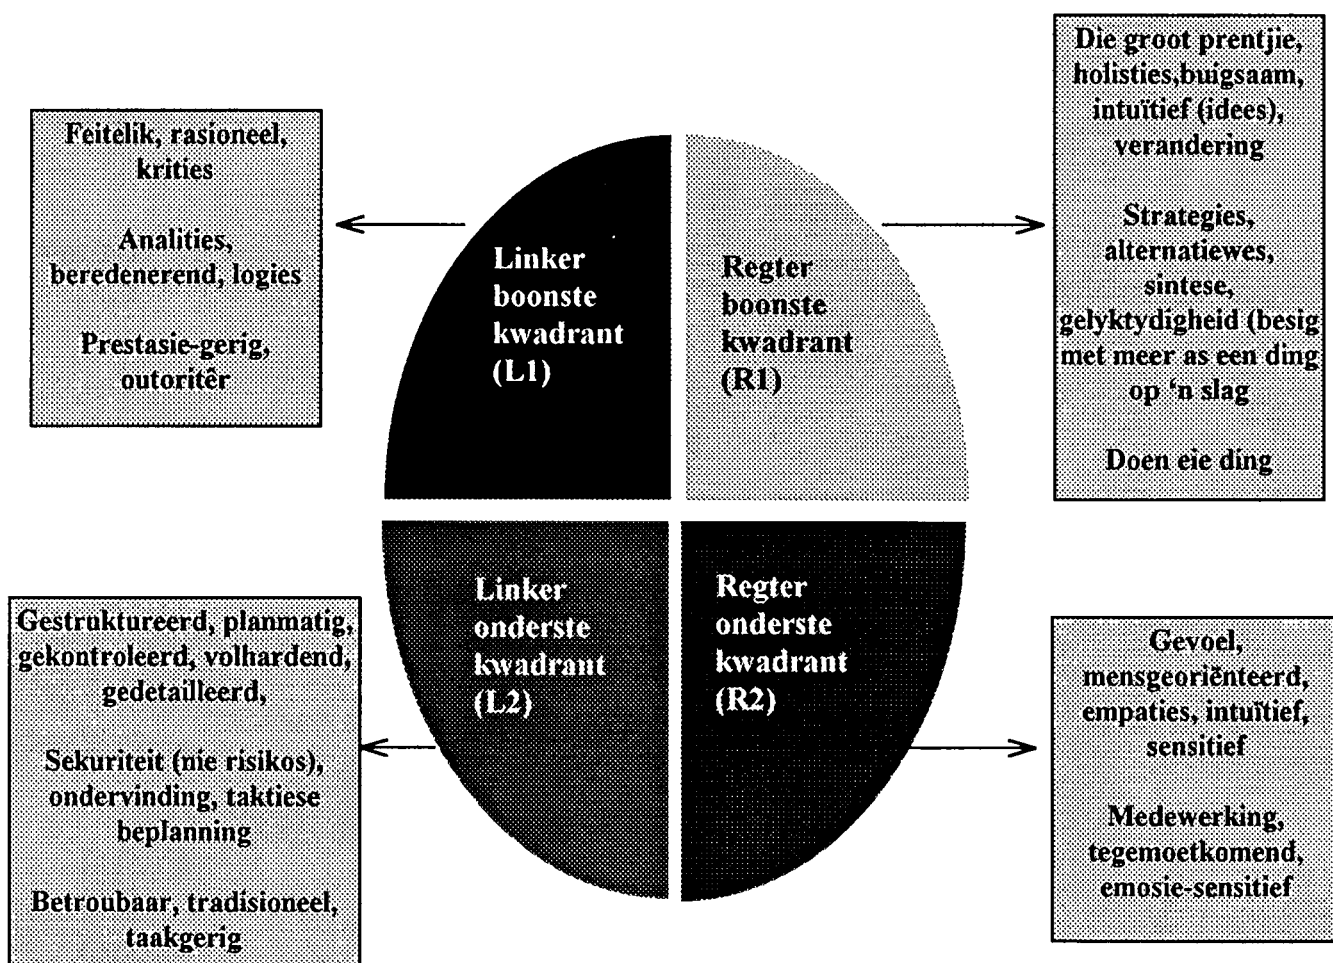 Feitelik, rasioneel,
krities
Analities,
beredenerend, logies
Prestasie-gerig,
outoritêr
Linker
boonste
kwadrant
(L1)
Regter
boonste
kwadrant
(R1)
Die groot prentjie,
holisties,buigsaam,
intuïtief (idees),
verandering
Strategies,
alternatiewes,
sintese,
gelyktydigheid (besig
met meer as een ding
op ‘n slag
Doen eie ding
Gestruktureerd, planmatig,
gekontroleerd, volhardend,
gedetailleerd,
Sekuriteit (nie risikos),
ondervinding, taktiese
beplanning
Betroubaar, tradisioneel,
taakgerig
Linker
onderste
kwadrant
(L2)
Regter
onderste
kwadrant
(R2)
Gevoel,
mensgeoriënteerd,
empaties, intuïtief,
sensitief
Medewerking,
tegemoetkomend,
emosie-sensitief